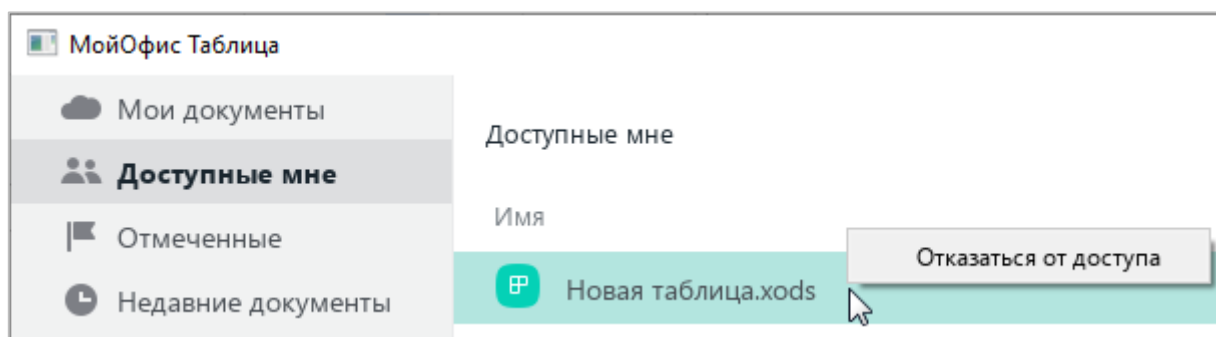 МойОфис Таблица
Мои документы
Доступные мне
Отмеченные
Недавние документы
Доступные мне
Имя
Отказаться от доступа
Новая таблица.xods